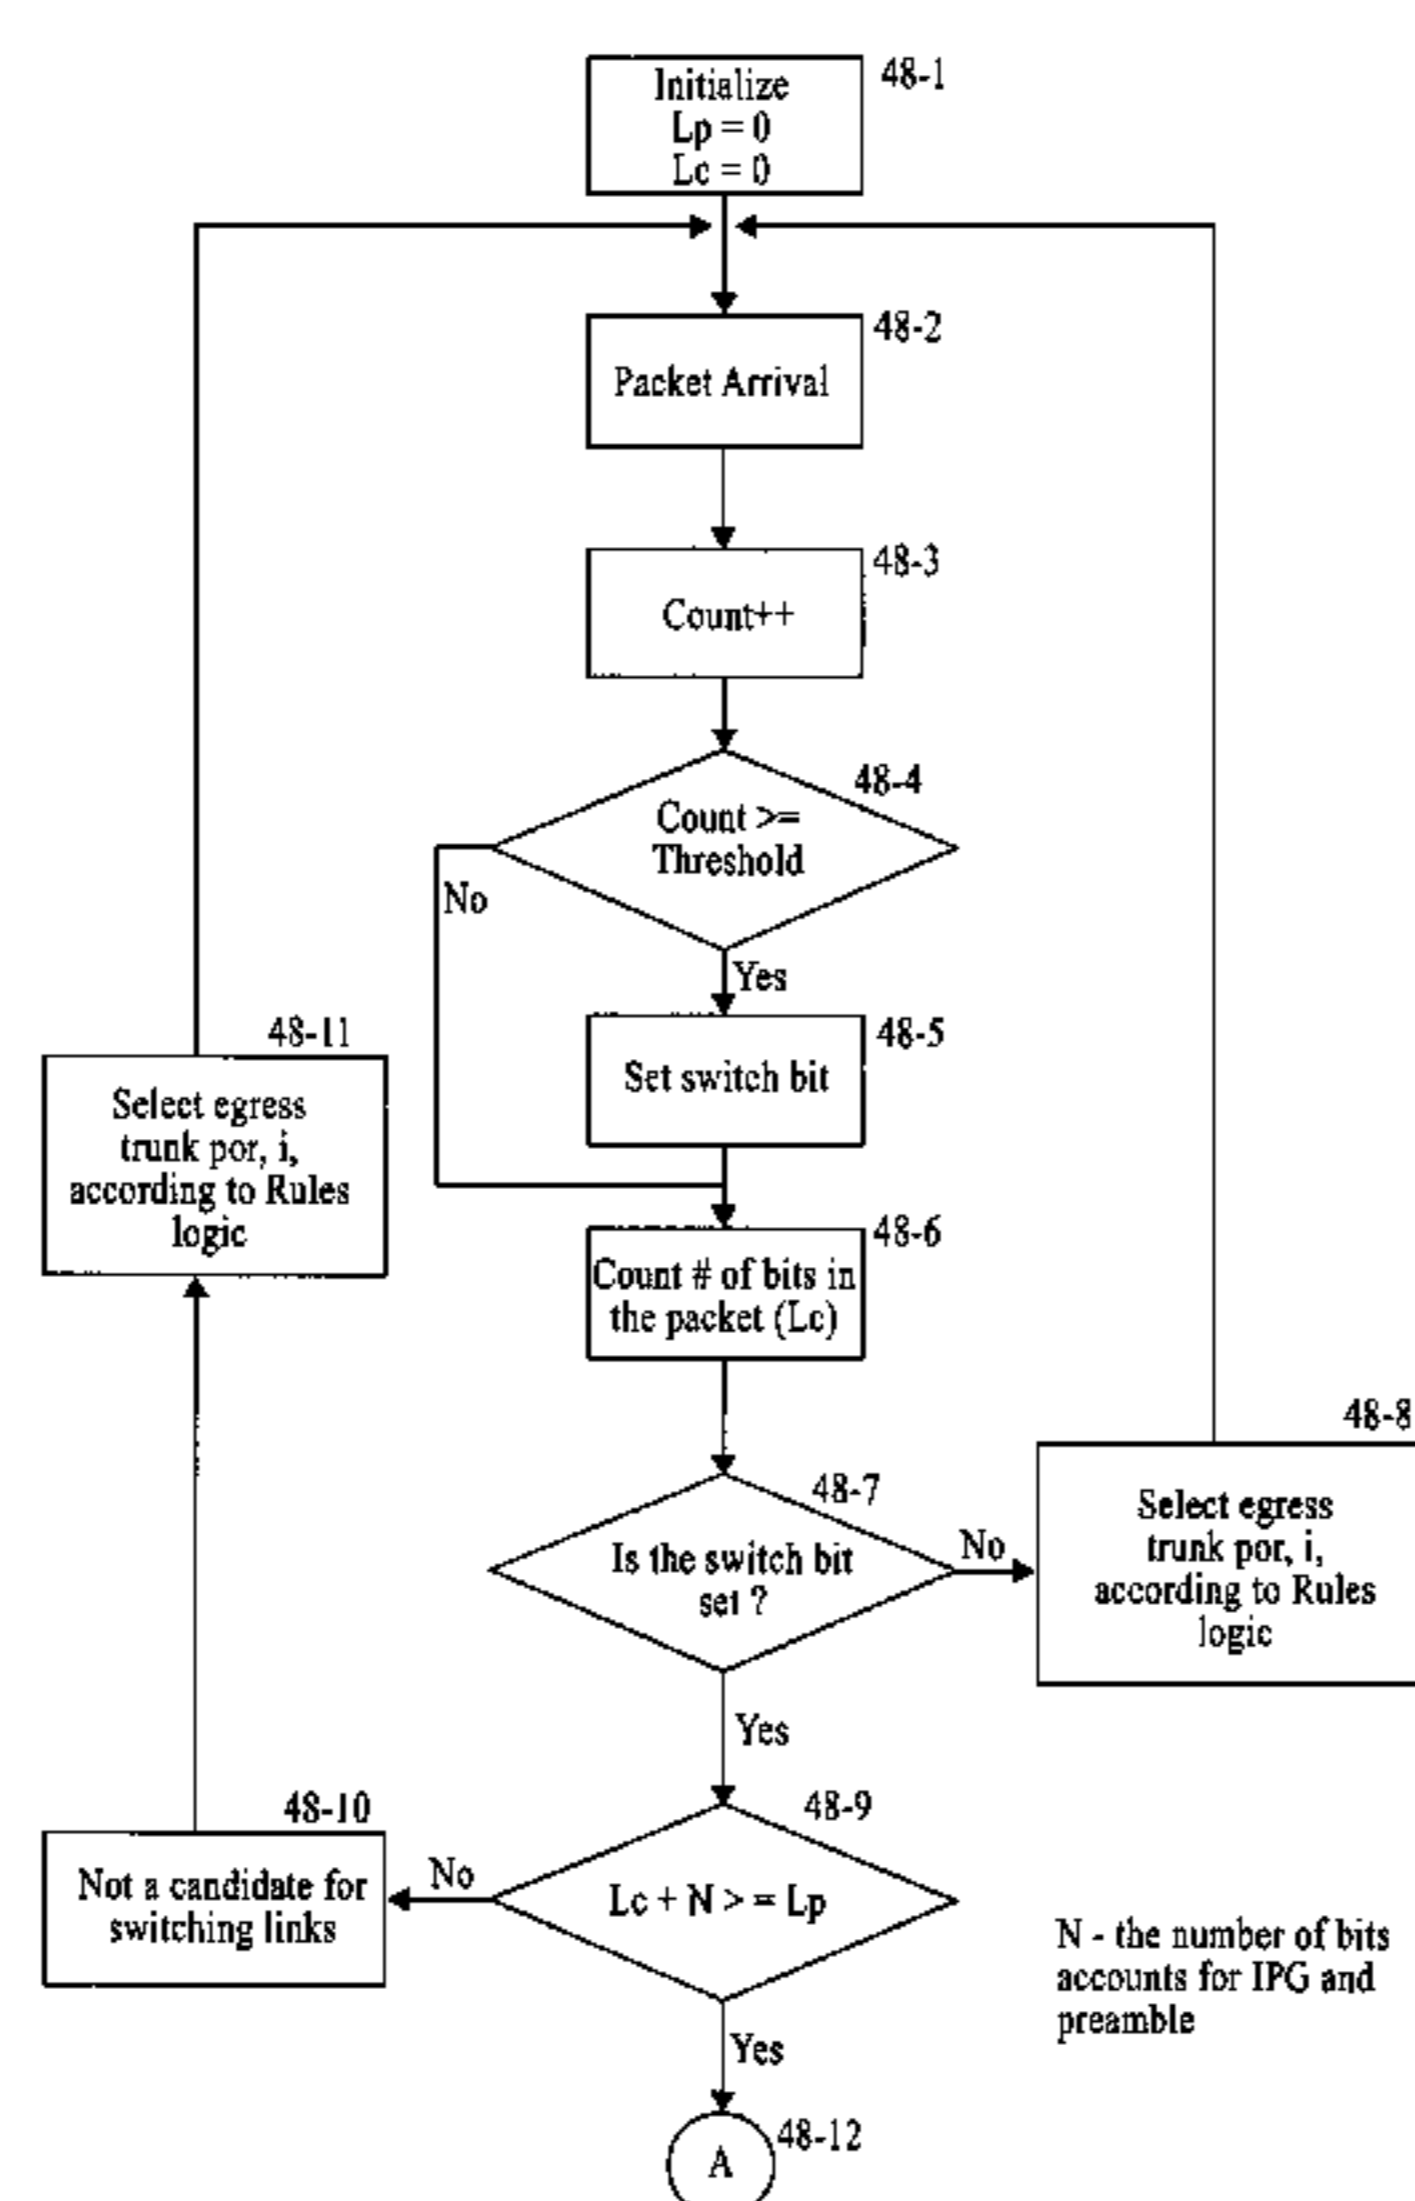 Initialize
Lp = 0
Lc = 0
48-1
48-2
Packet Arrival
48-3
Count++
48-4
Count >=
Threshold
No
Yes
48-5
Set switch bit
48-11
Select egress
trunk por, i,
according to Rules
logic
48-6
Count # of bits in
the packet (Lc)
48-7
Is the switch bit
set ?
No
48-8
Select egress
trunk por, i,
according to Rules
logic
Yes
48-9
Lc + N > = Lp
No
48-10
Not a candidate for
switching links
N - the number of bits
accounts for IPG and
preamble
Yes
48-12
A